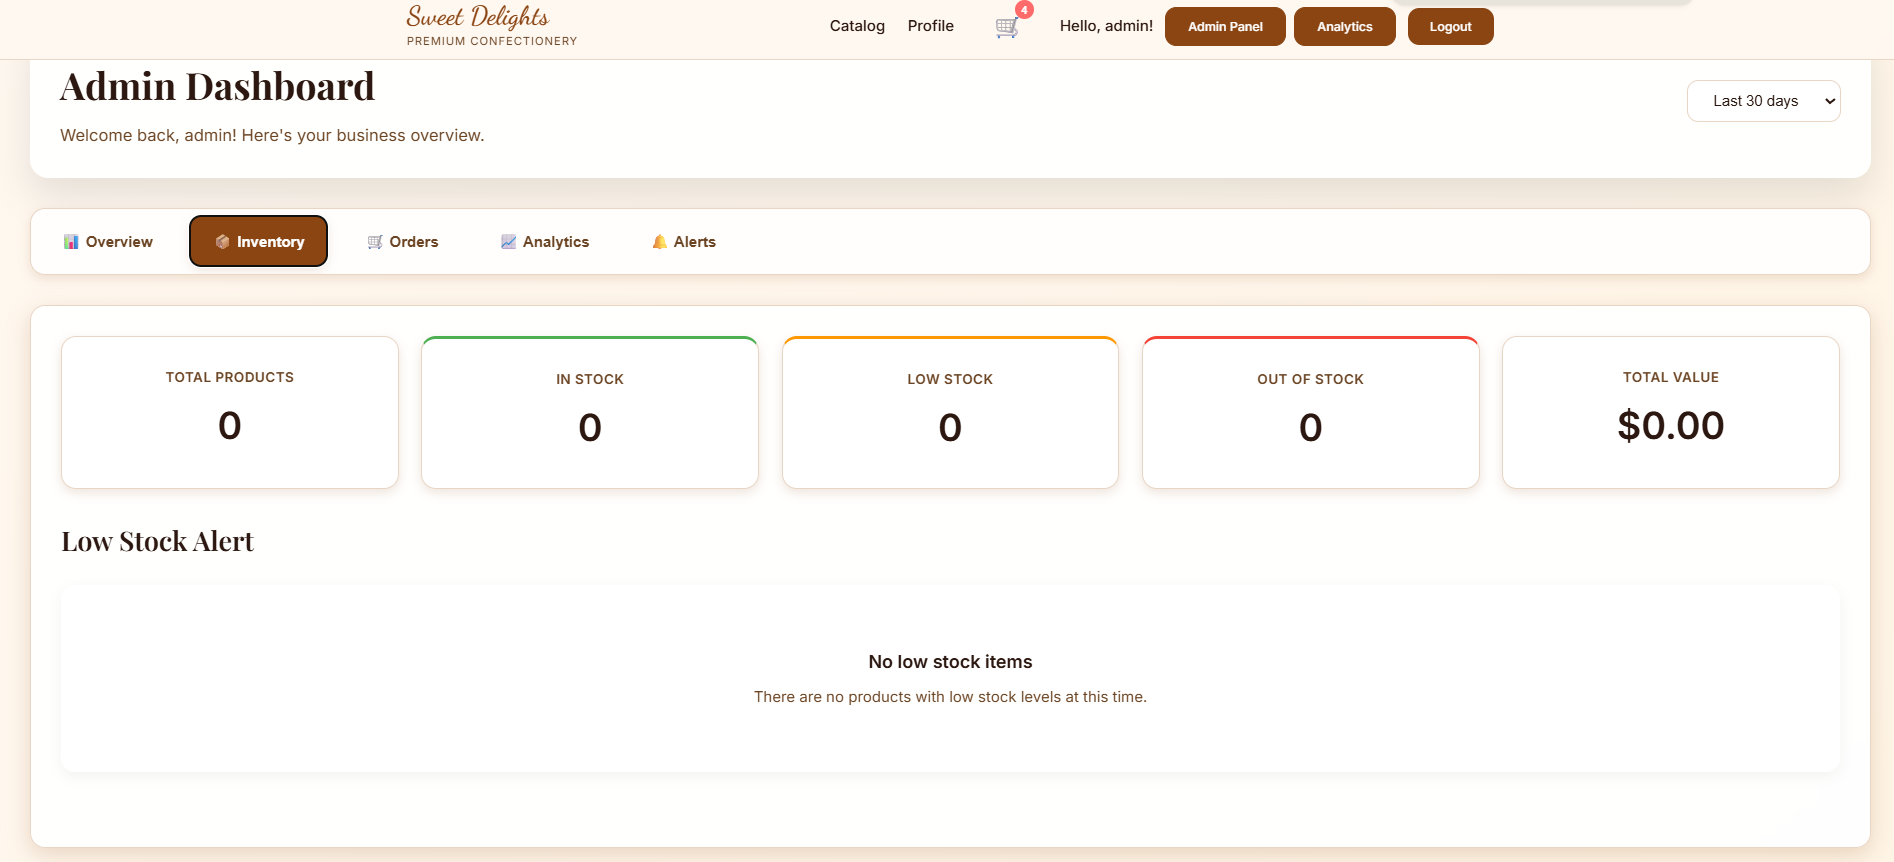 Sweet Delights
PREMIUM CONFECTIONERY
Catalog
Profile
4
Hello, admin!
Admin Panel
Analytics
Logout
Admin Dashboard
Welcome back, admin! Here's your business overview.
Last 30 days
Overview
Inventory
Orders
Analytics
Alerts
TOTAL PRODUCTS
0
IN STOCK
0
LOW STOCK
0
OUT OF STOCK
0
TOTAL VALUE
$0.00
Low Stock Alert
No low stock items
There are no products with low stock levels at this time.